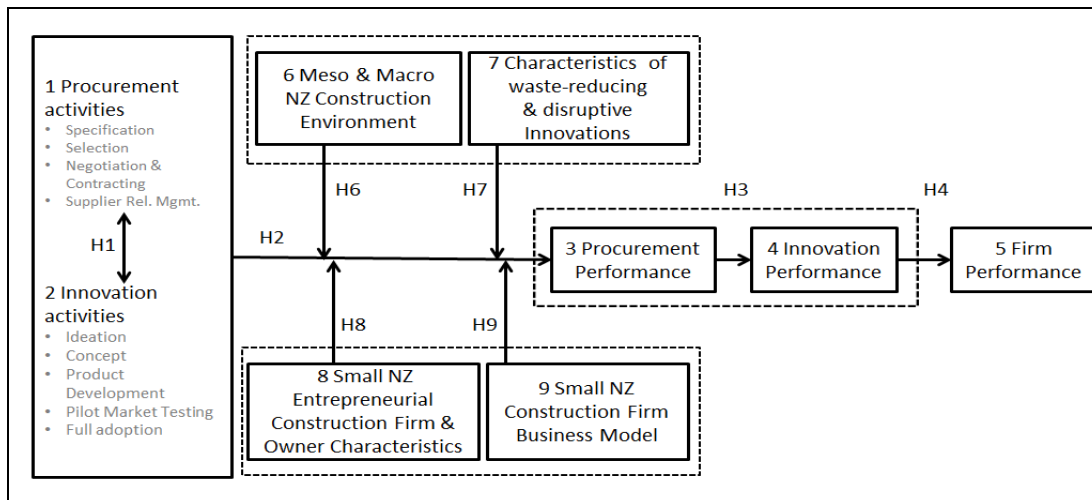 1 Procurement
activities
• Specification
• Selection
• Negotiation &
Contracting
• Supplier Rel. Mgmt.
H1
2 Innovation
activities
• Ideation
• Concept
• Product
Development
• Pilot Market Testing
• Full adoption
6 Meso & Macro
NZ Construction
Environment
7 Characteristics of
waste-reducing
& disruptive
Innovations
H6
H7
H2
H3
H4
3 Procurement
Performance
4 Innovation
Performance
5 Firm
Performance
H8
H9
8 Small NZ
Entrepreneurial
Construction Firm &
Owner Characteristics
9 Small NZ
Construction Firm
Business Model